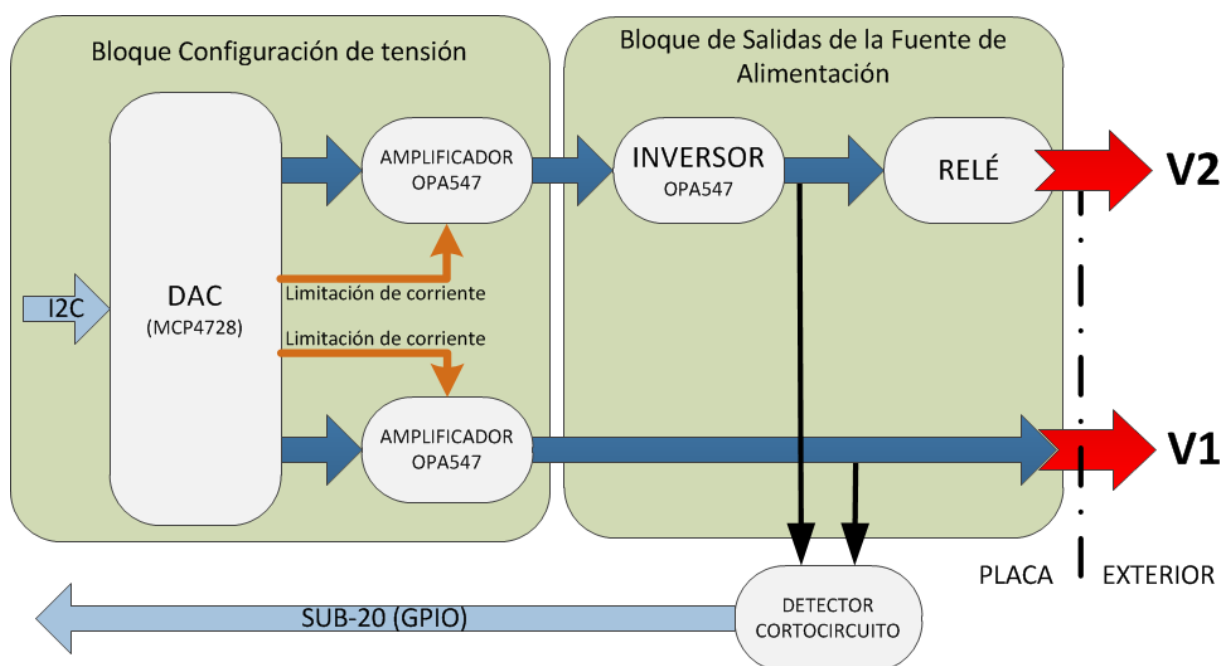 Bloque Configuración de tensión
Bloque de Salidas de la Fuente de
Alimentación
AMPLIFICADOR
OPA547
INVERSOR
OPA547
RELÉ
V2
I2C
DAC
(MCP4728)
Limitación de corriente
Limitación de corriente
AMPLIFICADOR
OPA547
V1
PLACA
EXTERIOR
SUB-20 (GPIO)
DETECTOR
CORTOCIRCUITO